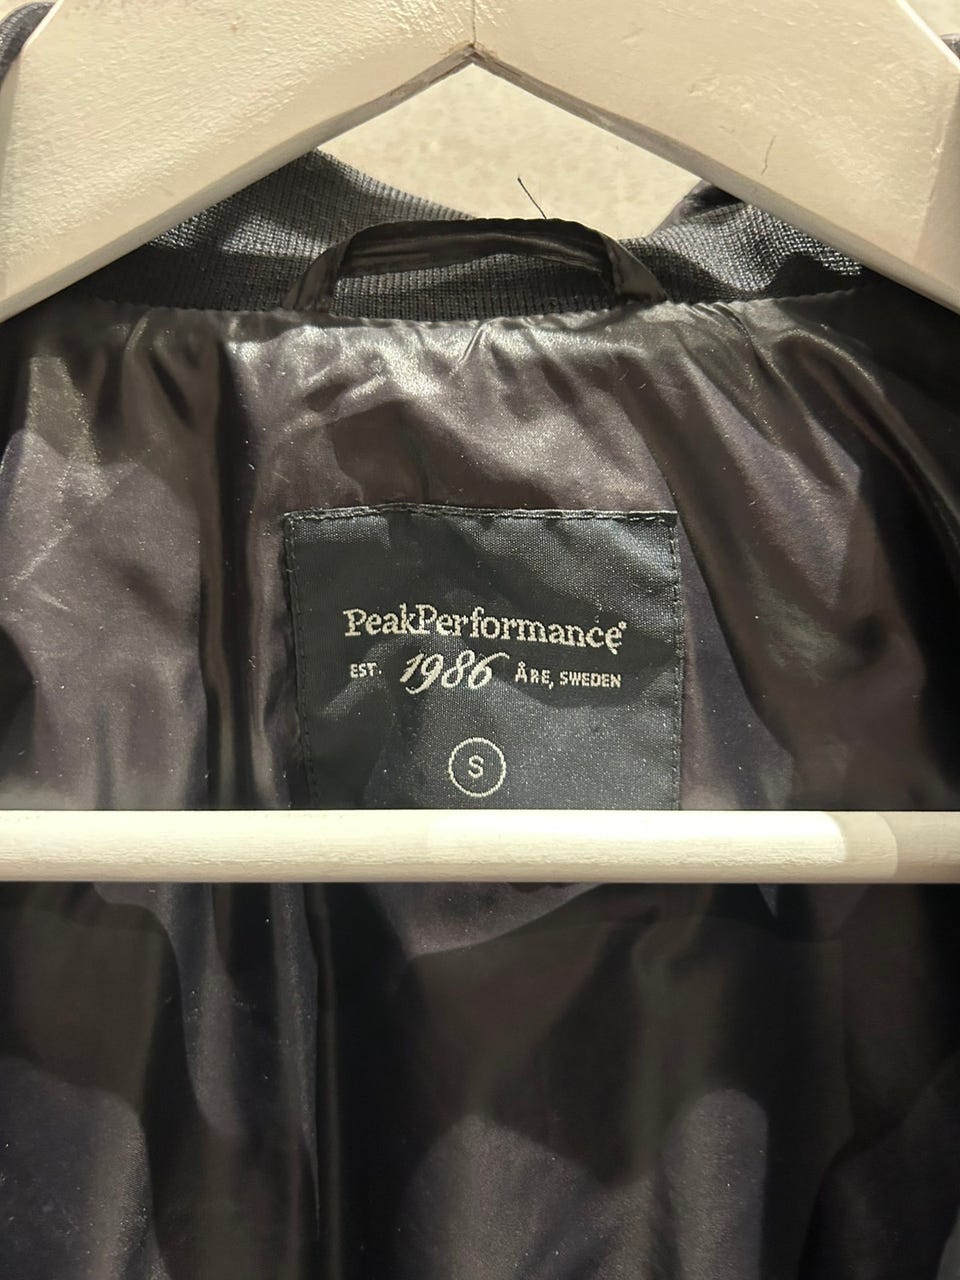 PeakPerformance®
EST. 1986 ÅRE, SWEDEN
S